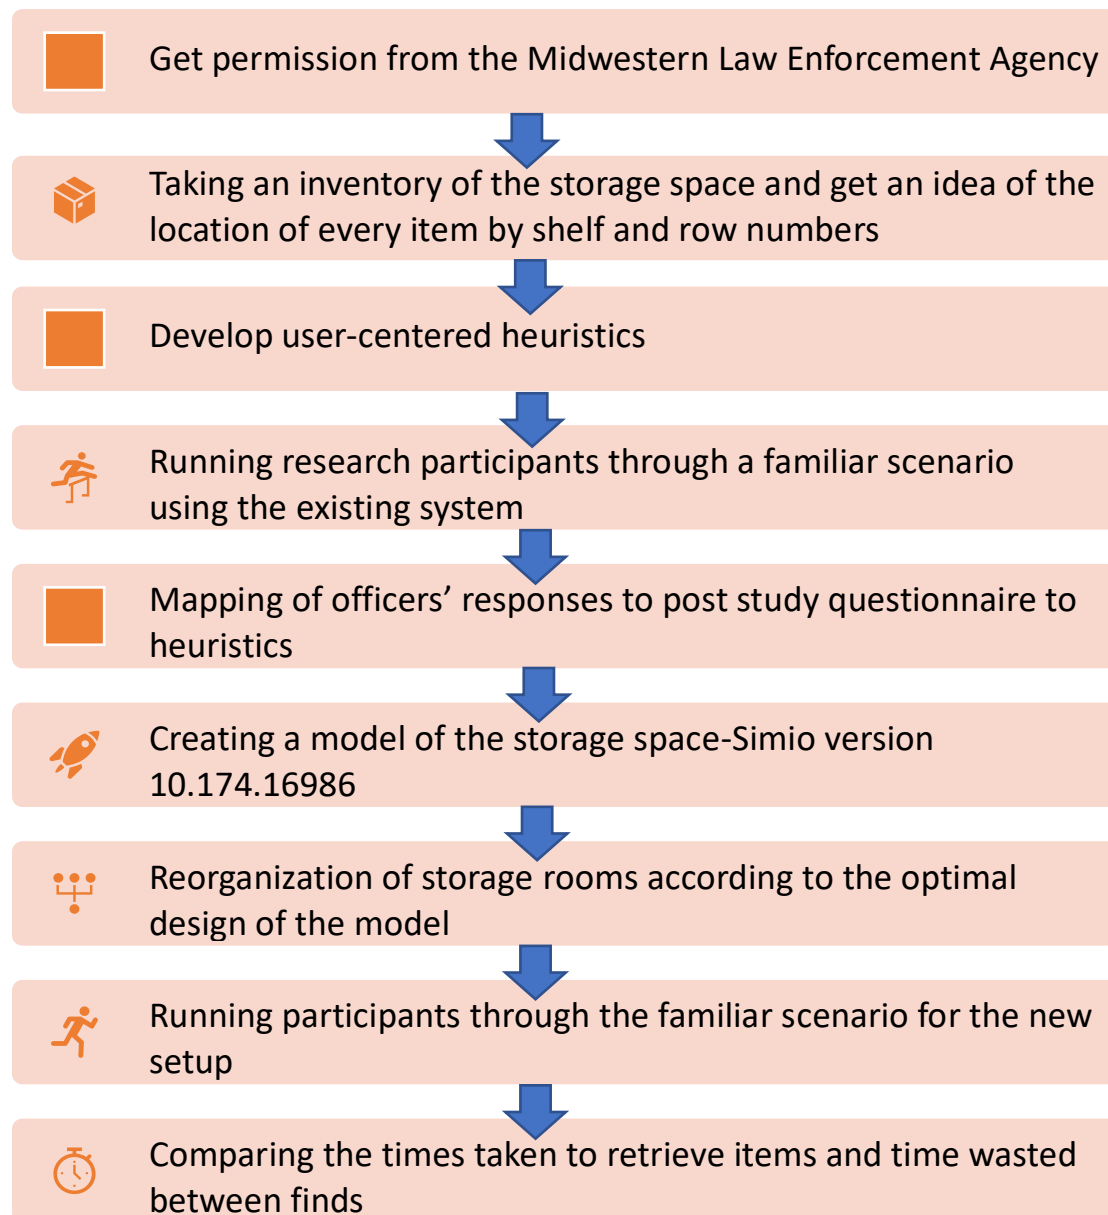 Get permission from the Midwestern Law Enforcement Agency
Taking an inventory of the storage space and get an idea of the
location of every item by shelf and row numbers
Develop user-centered heuristics
Running research participants through a familiar scenario
using the existing system
Mapping of officers’ responses to post study questionnaire to
heuristics
Creating a model of the storage space-Simio version
10.174.16986
Reorganization of storage rooms according to the optimal
design of the model
Running participants through the familiar scenario for the new
setup
Comparing the times taken to retrieve items and time wasted
between finds